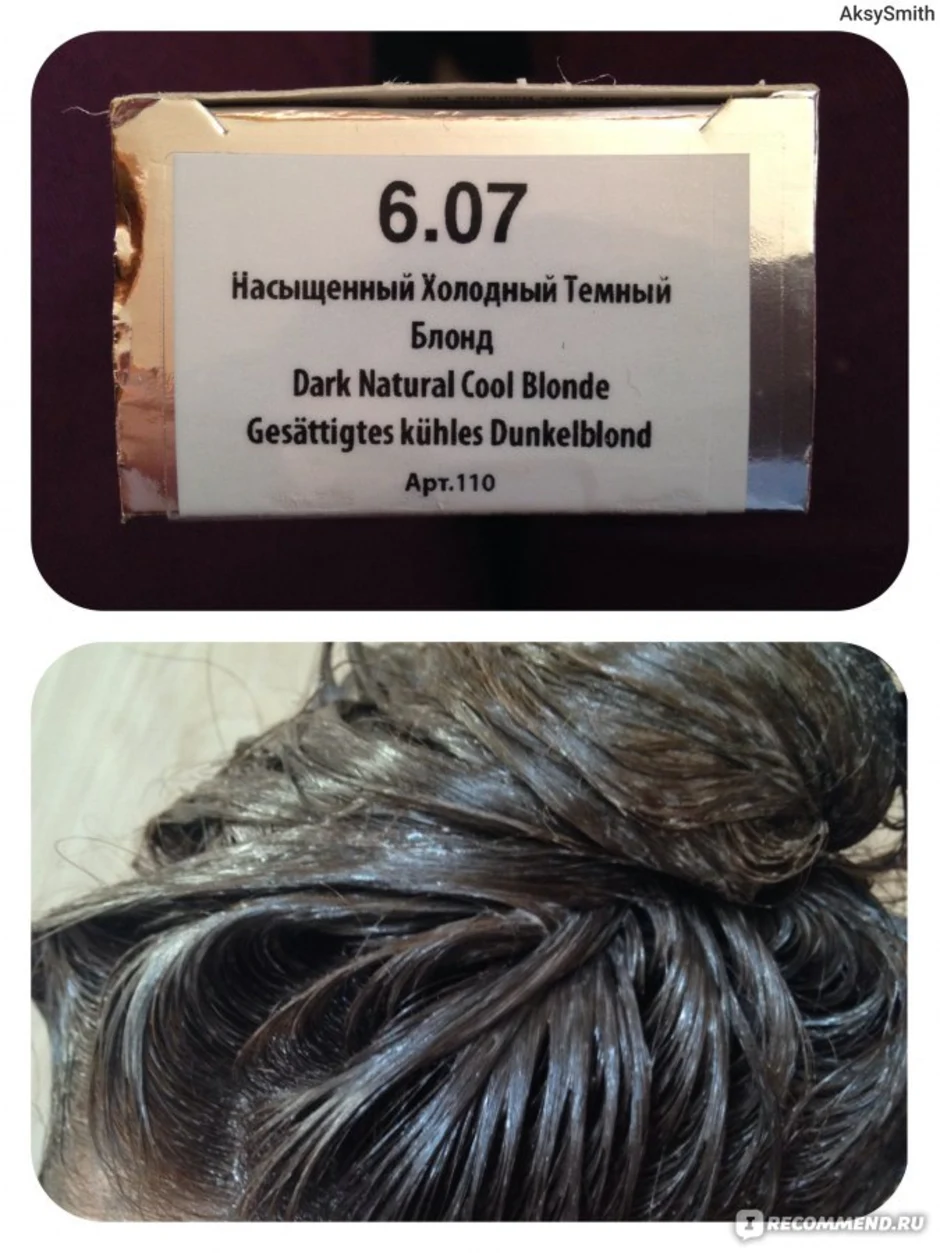 AksySmith
6.07
Насыщенный Холодный Темный
Блонд
Dark Natural Cool Blonde
Gesättigtes kühles Dunkelblond
Арт.110
RECOMMEND.RU